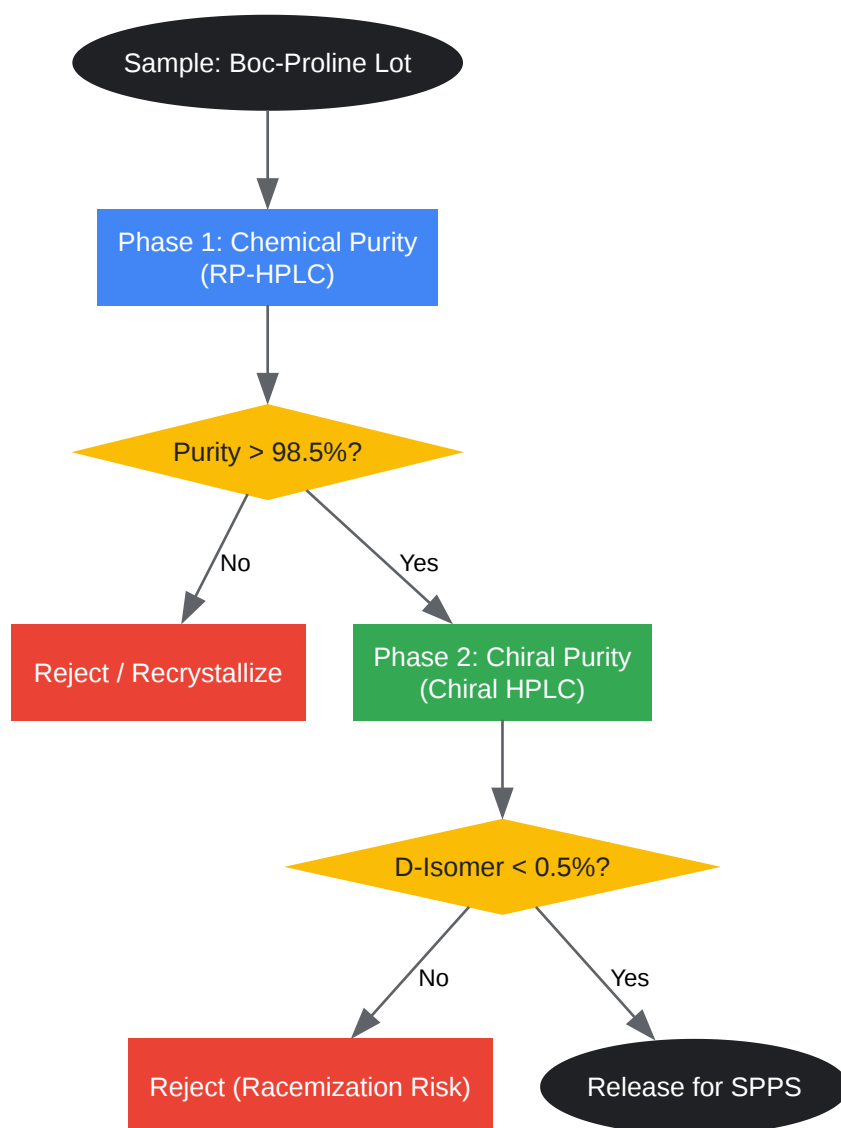 Sample: Boc-Proline Lot
Phase 1: Chemical Purity
(RP-HPLC)
Purity > 98.5%?
No
Yes
Reject / Recrystallize
Phase 2: Chiral Purity
(Chiral HPLC)
D-Isomer < 0.5%?
No
Yes
Reject (Racemization Risk)
Release for SPPS